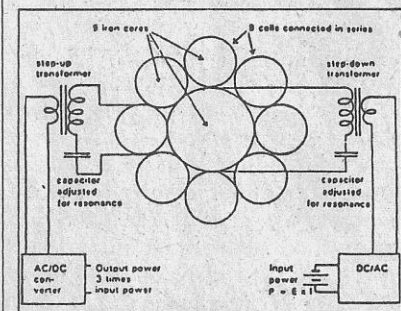 9 iron cores
8 coils connected in series
step-up
transformer
step-down
transformer
capacitor
adjusted
for resonance
capacitor
adjusted
for resonance
AC/DC
con-
verter
Output power
3 times
input power
Input
power
P = E x I
DC/AC